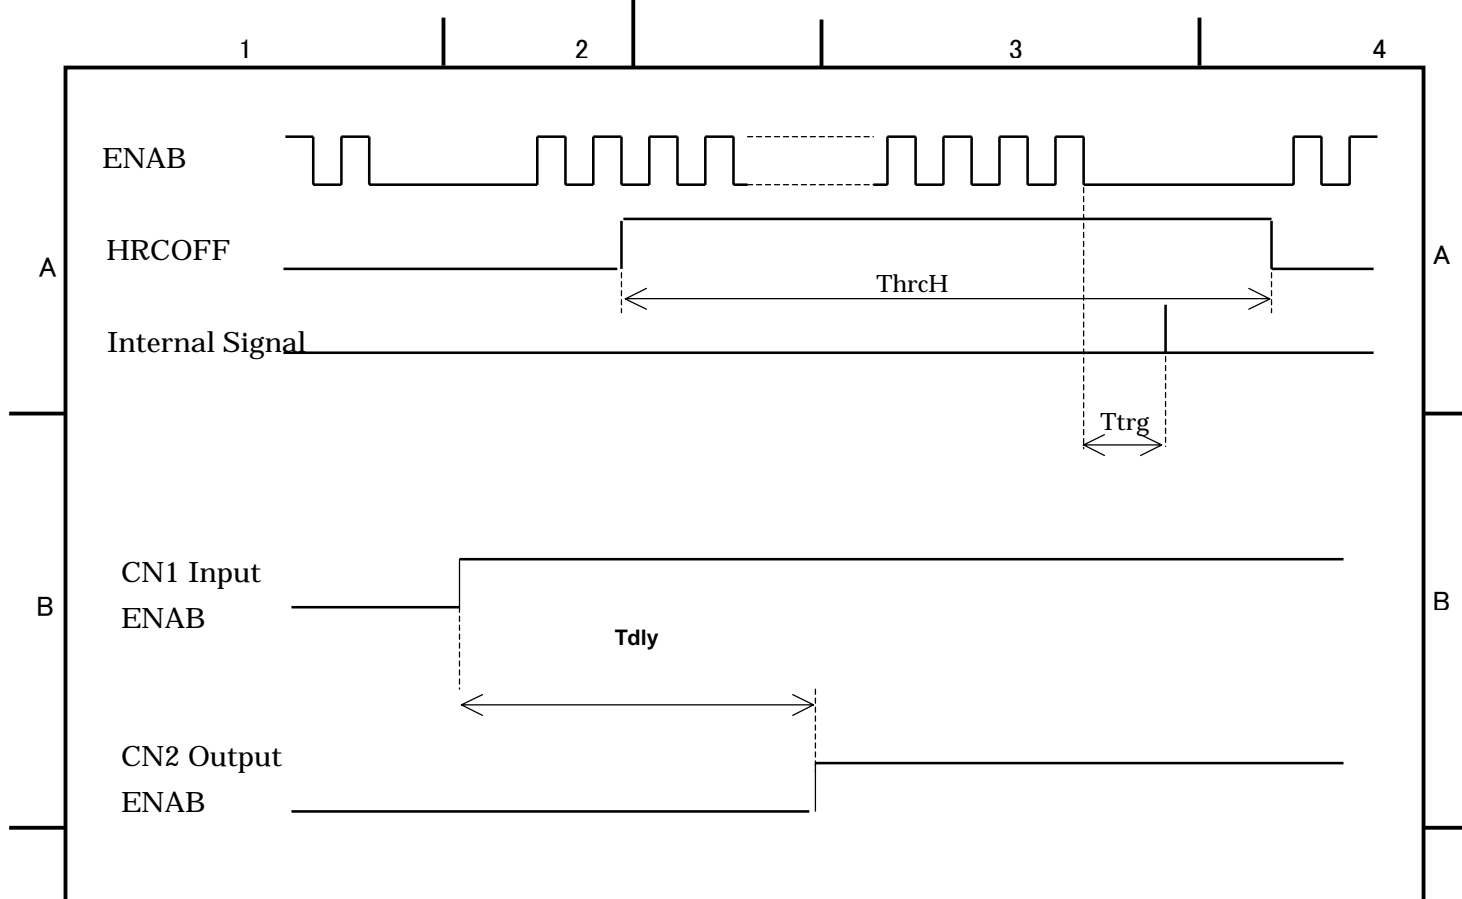 1 2 3 4
ENAB
HRCOFF
A A
ThrcH
Internal Signal
Ttrg
CN1 Input
B B
ENAB
Tdly
CN2 Output
ENAB